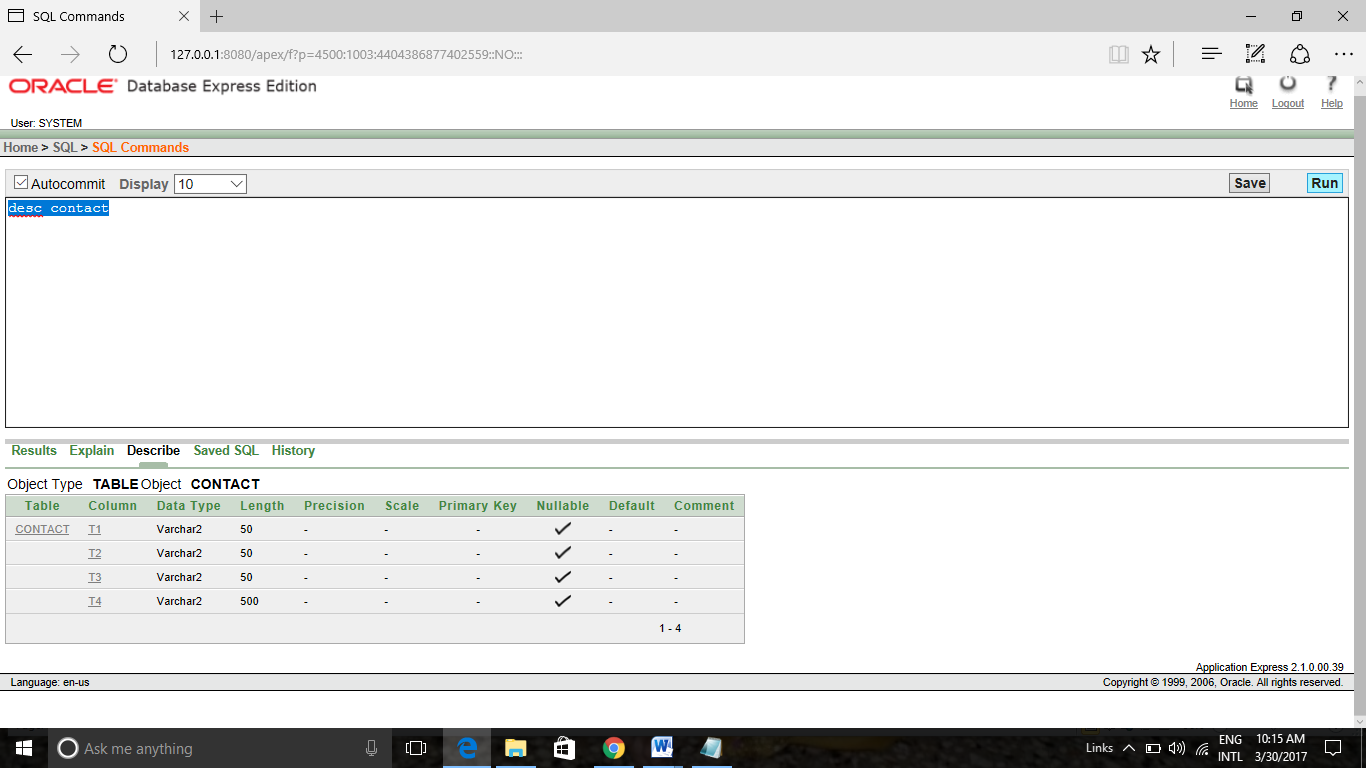 SQL Commands
127.0.0.1:8080/apex/f?p=4500:1003:4404386877402559::NO:::
ORACLE Database Express Edition
Home Logout Help
User: SYSTEM
Home > SQL > SQL Commands
Autocommit Display 10 Save Run
desc contact
Results Explain Describe Saved SQL History
Object Type TABLE Object CONTACT
Table Column Data Type Length Precision Scale Primary Key Nullable Default Comment
CONTACT T1 Varchar2 50 - - - - -
T2 Varchar2 50 - - - - -
T3 Varchar2 50 - - - - -
T4 Varchar2 500 - - - - -
1 - 4
Application Express 2.1.0.00.39
Language: en-us Copyright © 1999, 2006, Oracle. All rights reserved.
Ask me anything Links ENG 10:15 AM
INTL 3/30/2017